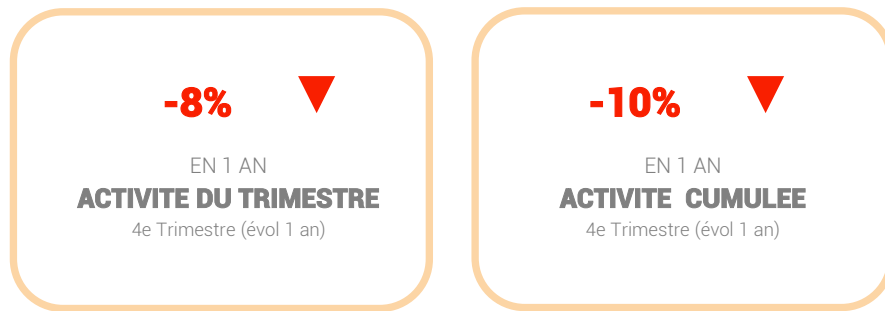 -8%
EN 1 AN
ACTIVITE DU TRIMESTRE
4e Trimestre (évol 1 an)
-10%
EN 1 AN
ACTIVITE CUMULEE
4e Trimestre (évol 1 an)